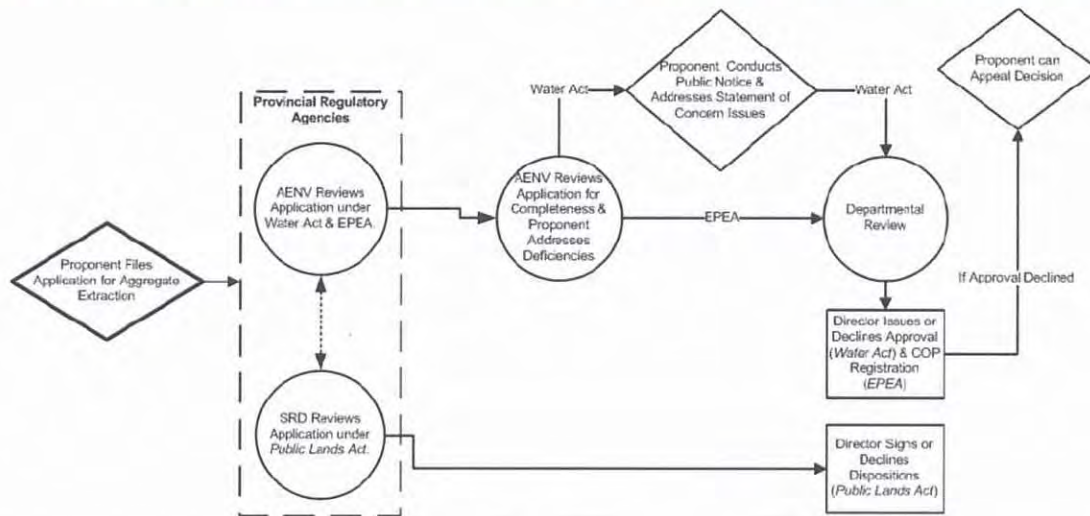 Proponent Files
Application for Aggregate
Extraction
Provincial Regulatory
Agencies
AENV Reviews
Application under
Water Act & EPEA.
SRD Reviews
Application under
Public Lands Act.
AENV Reviews
Application for
Completeness &
Proponent
Addresses
Deficiencies
Water Act
Proponent Conducts
Public Notice &
Addresses Statement of
Concern Issues
Water Act
EPEA
Departmental
Review
Director Issues or
Declines Approval
(Water Act) & COP
Registration
(EPEA)
If Approval Declined
Proponent can
Appeal Decision
Director Signs or
Declines
Dispositions
(Public Lands Act)